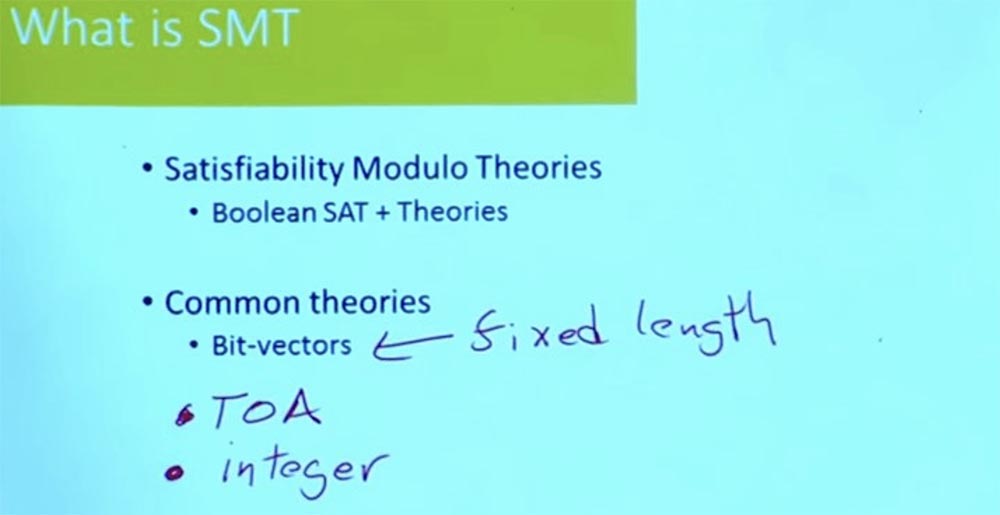 What is SMT
• Satisfiability Modulo Theories
• Boolean SAT + Theories
• Common theories
• Bit-vectors ← fixed length
• TOA
• integer